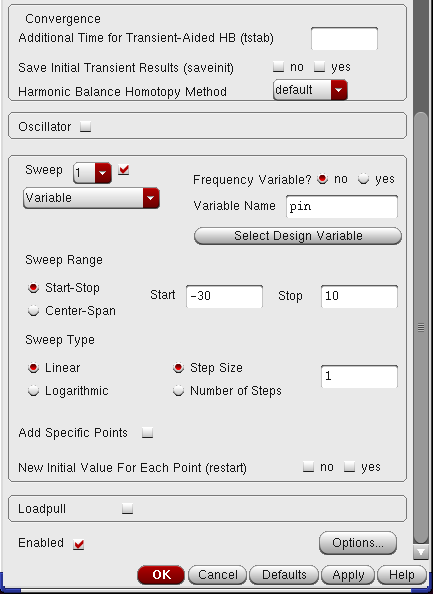 Convergence
Additional Time for Transient-Aided HB (tstab)
Save Initial Transient Results (saveinit) no yes
Harmonic Balance Homotopy Method default
Oscillator
Sweep 1
Frequency Variable? no yes
Variable
Variable Name pin
Select Design Variable
Sweep Range
Start-Stop
Start -30 Stop 10
Center-Span
Sweep Type
Linear Step Size
1
Logarithmic Number of Steps
Add Specific Points
New Initial Value For Each Point (restart) no yes
Loadpull
Enabled Options...
OK Cancel Defaults Apply Help